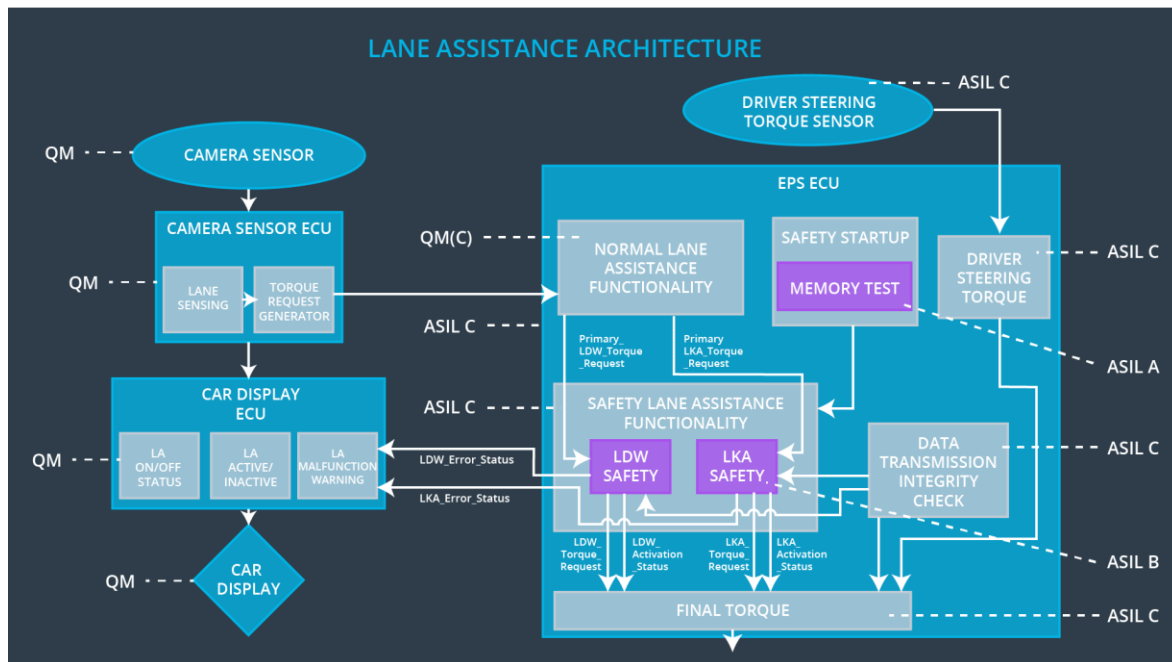 LANE ASSISTANCE ARCHITECTURE
ASIL C
DRIVER STEERING
TORQUE SENSOR
QM
CAMERA SENSOR
EPS ECU
CAMERA SENSOR ECU
QM(C)
NORMAL LANE
ASSISTANCE
FUNCTIONALITY
SAFETY STARTUP
MEMORY TEST
DRIVER
STEERING
TORQUE
ASIL C
QM
LANE
SENSING
TORQUE
REQUEST
GENERATOR
ASIL C
Primary_
LDW_Torque
_Request
Primary
LKA_Torque
_Request
ASIL A
CAR DISPLAY
ECU
ASIL C
SAFETY LANE ASSISTANCE
FUNCTIONALITY
QM
LA
ON/OFF
STATUS
LA
ACTIVE/
INACTIVE
LA
MALFUNCTION
WARNING
LDW_Error_Status
LKA_Error_Status
LDW
SAFETY
LKA
SAFETY
DATA
TRANSMISSION
INTEGRITY
CHECK
ASIL C
LDW_
Torque_
Request
LDW_
Activation
_Status
LKA_
Torque_
Request
LKA_
Activation
_Status
ASIL B
QM
CAR
DISPLAY
FINAL TORQUE
ASIL C